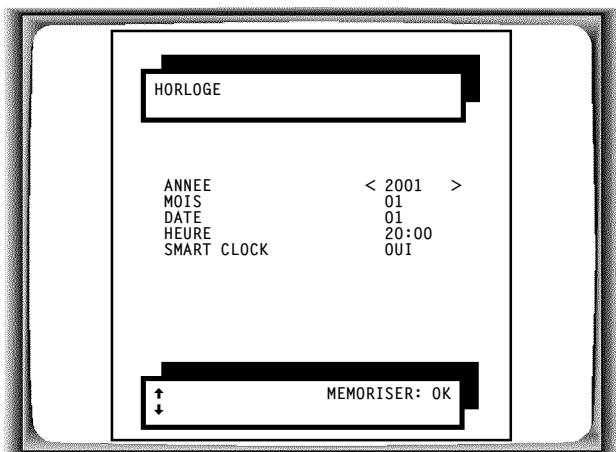 HORLOGE
ANNEE < 2001 >
MOIS 01
DATE 01
HEURE 20:00
SMART CLOCK OUI
↑ MEMORISER: OK
↓